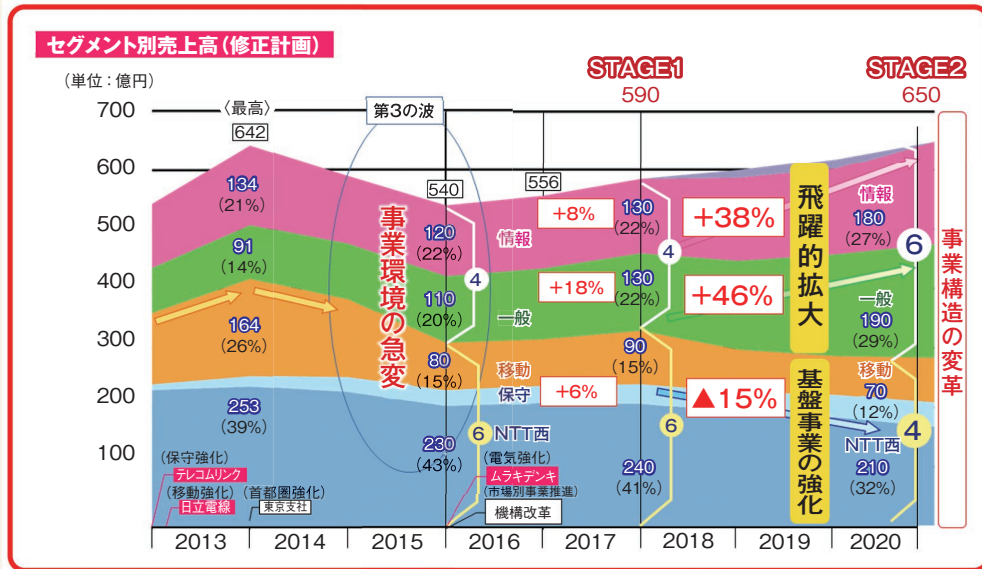 セグメント別売上高(修正計画)
(単位：億円)
STAGE1
590
STAGE2
650
700
600
500
400
300
200
100
〈最高〉
642
第3の波
540
556
134
(21%)
91
(14%)
164
(26%)
253
(39%)
事業環境の急変
120
(22%)
110
(20%)
80
(15%)
230
(43%)
情報
一般
移動
保守
NTT西
4
6
+8%
+18%
+6%
130
(22%)
130
(22%)
90
(15%)
240
(41%)
4
6
+38%
+46%
▲15%
飛躍的拡大
基盤事業の強化
情報
180
(27%)
一般
190
(29%)
移動
70
(12%)
NTT西
210
(32%)
6
4
事業構造の変革
(保守強化)
テレコムリンク
(移動強化)
日立電線
(首都圏強化)
東京支社
(電気強化)
ムラキデンキ
(市場別事業推進)
機構改革
2013
2014
2015
2016
2017
2018
2019
2020